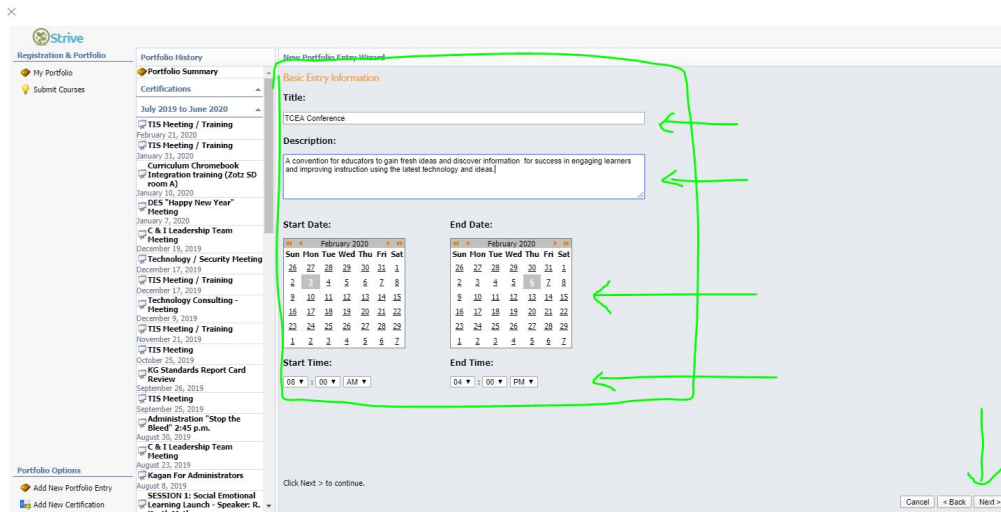 Strive
Registration & Portfolio
My Portfolio
Submit Courses
Portfolio History
Portfolio Summary
Certifications
July 2019 to June 2020
TIS Meeting / Training
February 21, 2020
TIS Meeting / Training
January 31, 2020
Curriculum Chromebook
Integration training (Zotz SD
room A)
January 10, 2020
DES "Happy New Year"
Meeting
January 7, 2020
C & I Leadership Team
Meeting
December 19, 2019
Technology / Security Meeting
December 17, 2019
TIS Meeting / Training
December 17, 2019
Technology Consulting -
Meeting
December 9, 2019
TIS Meeting / Training
November 21, 2019
TIS Meeting
October 25, 2019
KG Standards Report Card
Review
September 26, 2019
TIS Meeting
September 25, 2019
Administration "Stop the
Bleed" 2:45 p.m.
August 30, 2019
C & I Leadership Team
Meeting
August 23, 2019
Kagan For Administrators
August 8, 2019
SESSION 1: Social Emotional
Learning Launch - Speaker: R.
Portfolio Options
Add New Portfolio Entry
Add New Certification
New Portfolio Entry Wizard
Basic Entry Information
Title:
TCEA Conference
Description:
A convention for educators to gain fresh ideas and discover information for success in engaging learners
and improving instruction using the latest technology and ideas.
Start Date:
February 2020
Sun Mon Tue Wed Thu Fri Sat
26 27 28 29 30 31 1
2 3 4 5 6 7 8
9 10 11 12 13 14 15
16 17 18 19 20 21 22
23 24 25 26 27 28 29
1 2 3 4 5 6 7
End Date:
February 2020
Sun Mon Tue Wed Thu Fri Sat
26 27 28 29 30 31 1
2 3 4 5 6 7 8
9 10 11 12 13 14 15
16 17 18 19 20 21 22
23 24 25 26 27 28 29
1 2 3 4 5 6 7
Start Time:
08 : 00 AM
End Time:
04 : 00 PM
Click Next > to continue.
Cancel < Back Next >